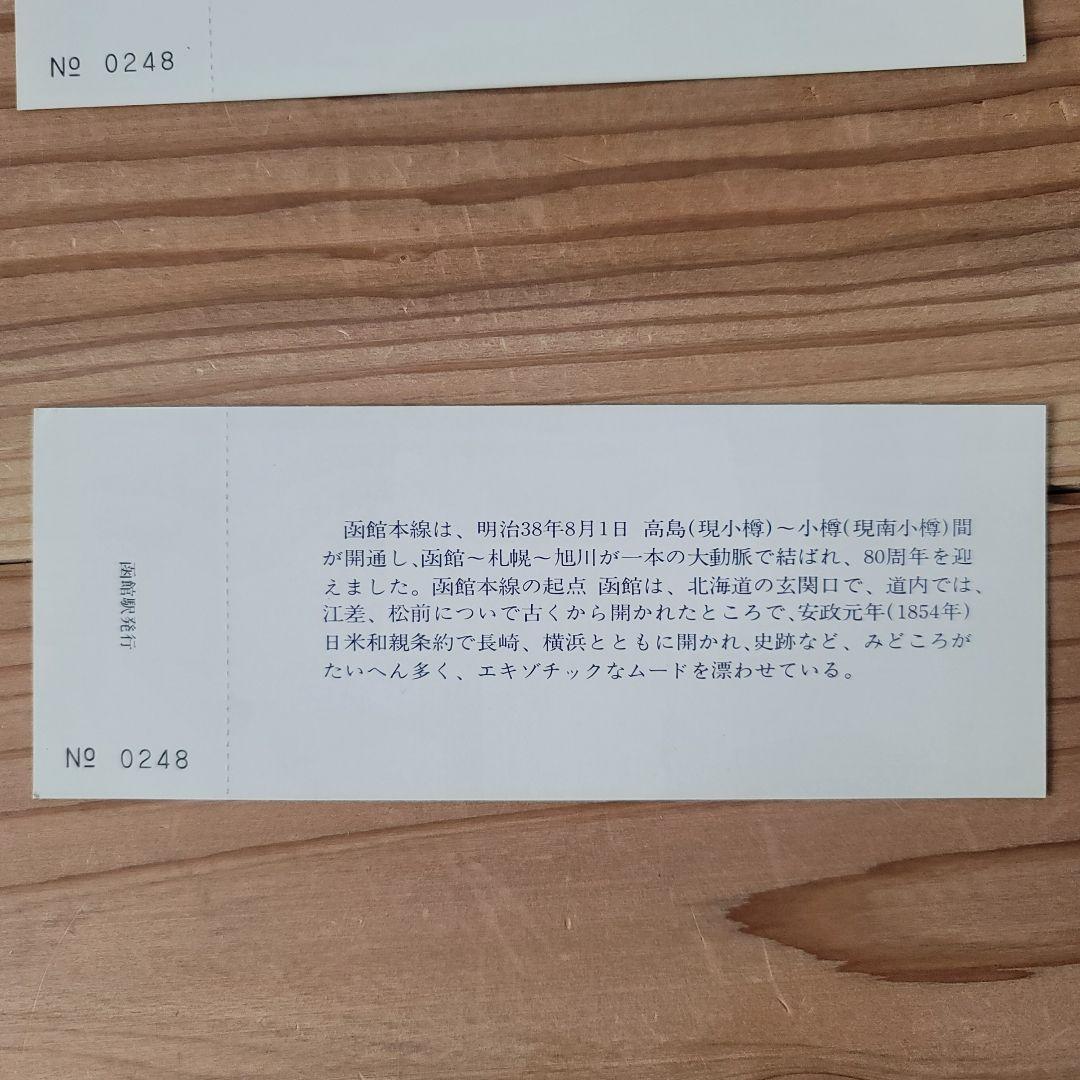 № 0248
函館本線は、明治38年8月1日 高島(現小樽)～小樽(現南小樽)間
が開通し、函館～札幌～旭川が一本の大動脈で結ばれ、80周年を迎
えました。函館本線の起点 函館は、北海道の玄関口で、道内では、
江差、松前についで古くから開かれたところで、安政元年(1854年)
日米和親条約で長崎、横浜とともに開かれ、史跡など、みどころが
たいへん多く、エキゾチックなムードを漂わせている。
函館駅発行
№ 0248